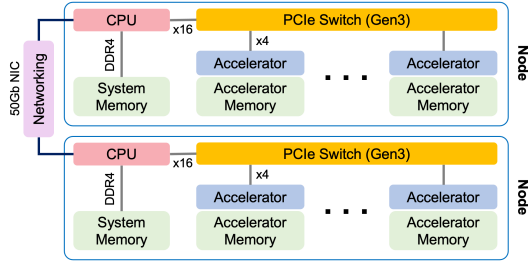 CPU
x16
PCIe Switch (Gen3)
DDR4
x4
Accelerator
Accelerator
System
Memory
Accelerator
Memory
Accelerator
Memory
...
Node
50Gb NIC
Networking
CPU
x16
PCIe Switch (Gen3)
DDR4
x4
Accelerator
Accelerator
System
Memory
Accelerator
Memory
Accelerator
Memory
...
Node